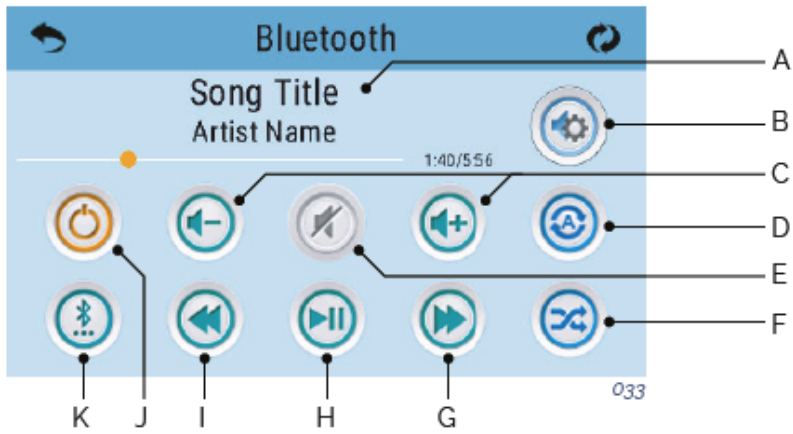 Bluetooth
A
Song Title
B
Artist Name
1:40/5:56
C
A
D
E
F
033
K J I H G